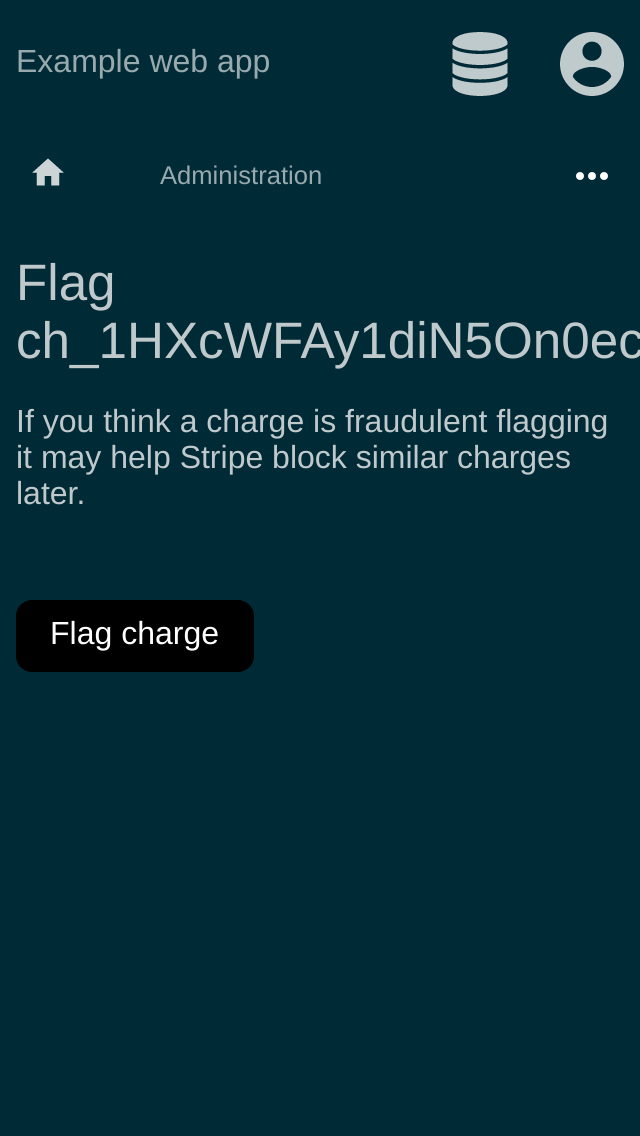 Example web app
Administration
Flag
ch_1HXcWFAy1diN5On0ec
If you think a charge is fraudulent flagging
it may help Stripe block similar charges
later.
Flag charge